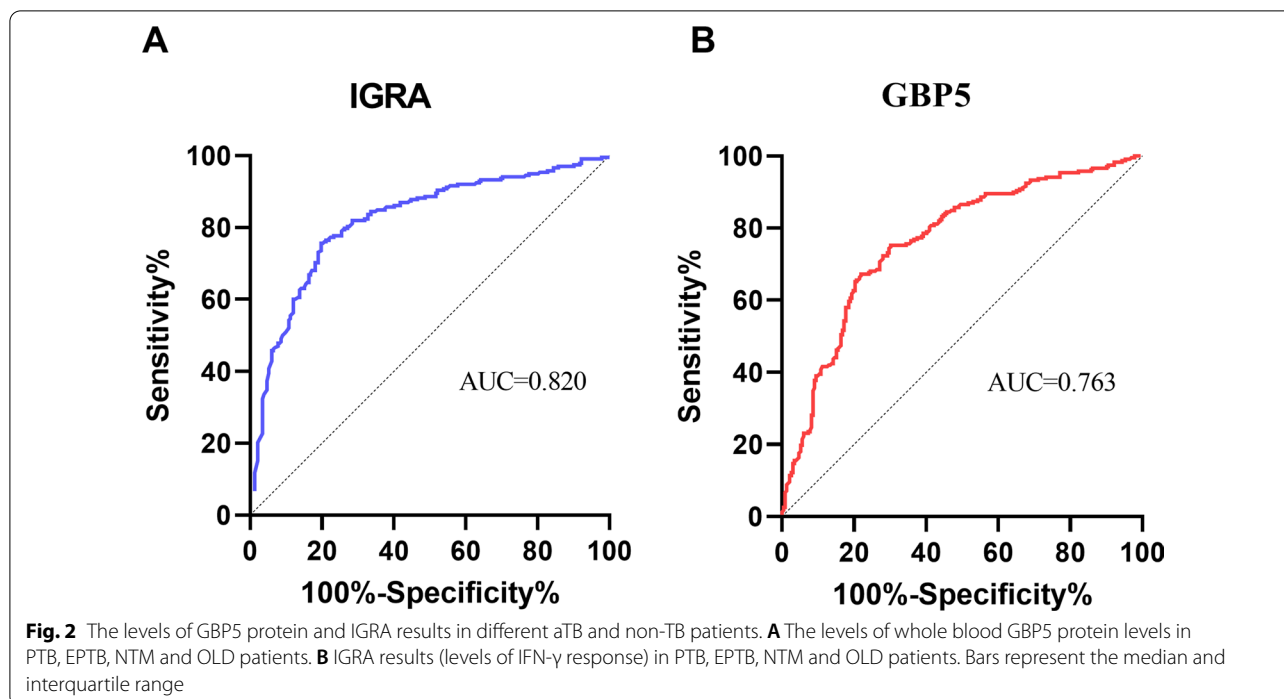 A
IGRA
100
80
60
40
20
0
Sensitivity%
AUC=0.820
0 20 40 60 80 100
100%-Specificity%
B
GBP5
100
80
60
40
20
0
Sensitivity%
AUC=0.763
0 20 40 60 80 100
100%-Specificity%
Fig. 2 The levels of GBP5 protein and IGRA results in different aTB and non-TB patients. A The levels of whole blood GBP5 protein levels in
PTB, EPTB, NTM and OLD patients. B IGRA results (levels of IFN-γ response) in PTB, EPTB, NTM and OLD patients. Bars represent the median and
interquartile range